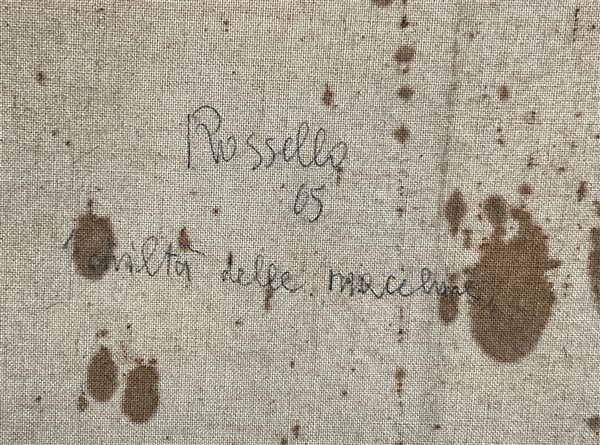 Rossello
65
civiltà delle macchine